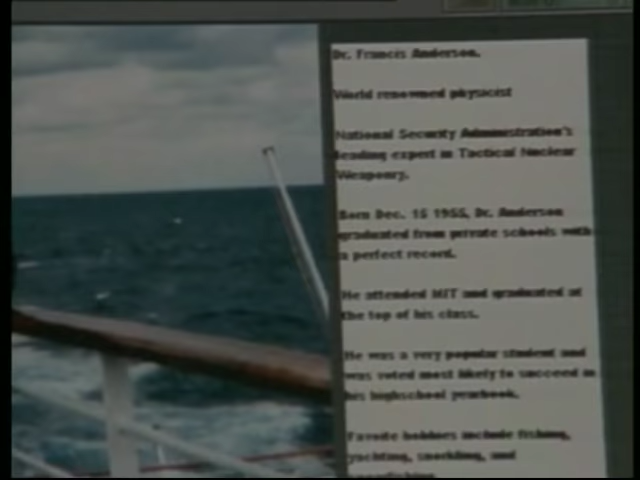 Dr. Francis Anderson.
World renowned physicist
National Security Administration's
leading expert in Tactical Nuclear
Weaponry.
Born Dec. 15 1955, Dr. Anderson
graduated from private schools with
a perfect record.
He attended MIT and graduated at
the top of his class.
He was a very popular student and
was voted most likely to succeed in
his highschool yearbook.
Favorite hobbies include fishing,
yachting, snorkling, and